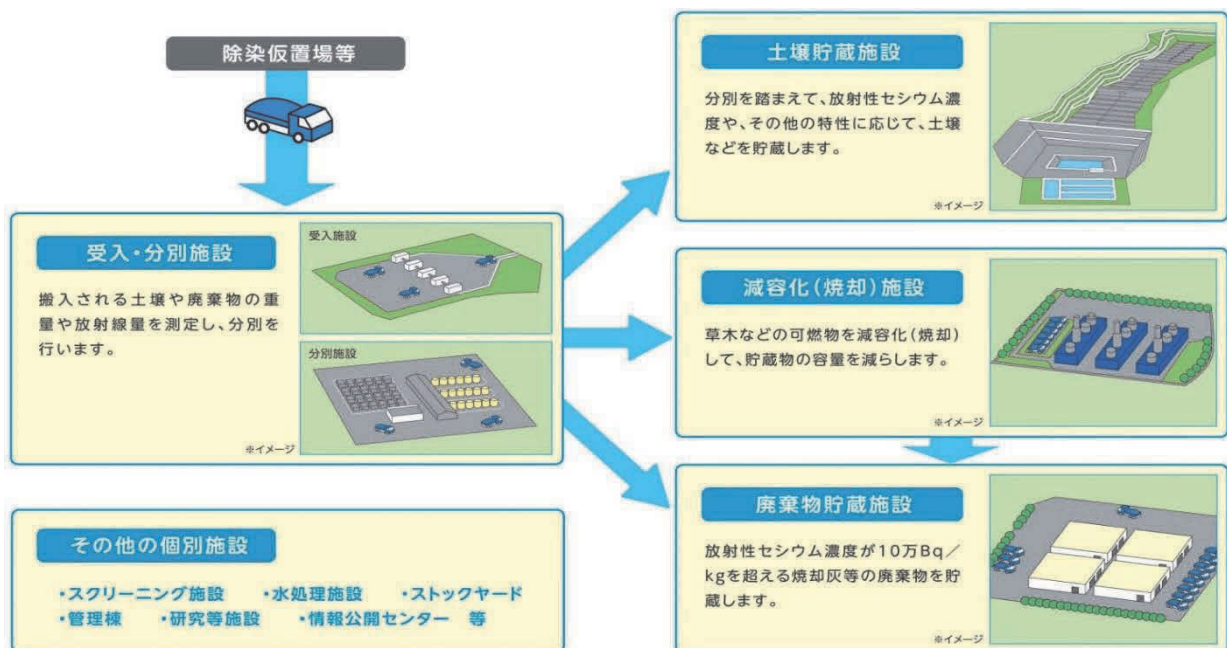 除染仮置場等
受入・分別施設
搬入される土壌や廃棄物の重
量や放射線量を測定し、分別を
行います。
※イメージ
受入施設
分別施設
その他の個別施設
・スクリーニング施設 ・水処理施設 ・ストックヤード
・管理棟 ・研究等施設 ・情報公開センター 等
土壌貯蔵施設
分別を踏まえて、放射性セシウム濃
度や、その他の特性に応じて、土壌
などを貯蔵します。
※イメージ
減容化(焼却)施設
草木などの可燃物を減容化(焼却)
して、貯蔵物の容量を減らします。
※イメージ
廃棄物貯蔵施設
放射性セシウム濃度が10万Bq／
kgを超える焼却灰等の廃棄物を貯
蔵します。
※イメージ